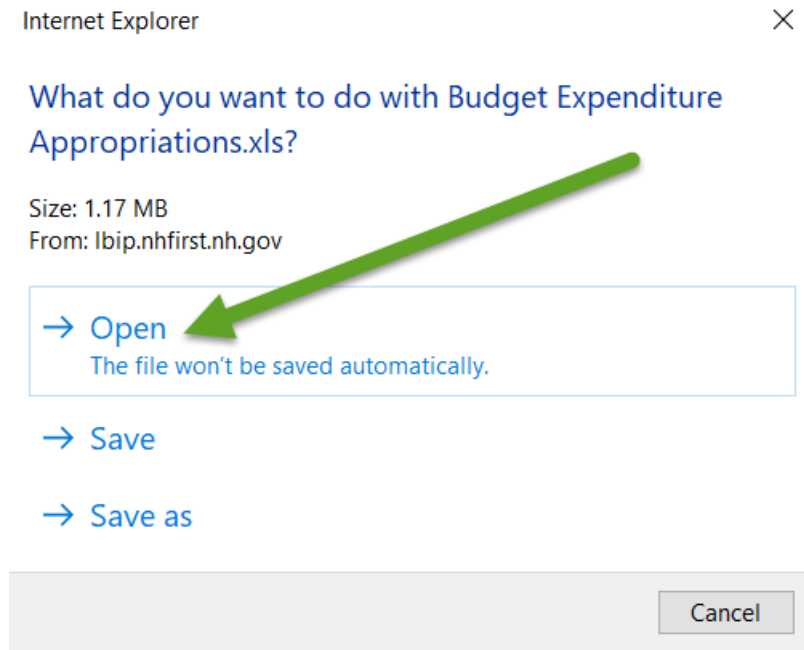 Internet Explorer
What do you want to do with Budget Expenditure
Appropriations.xls?
Size: 1.17 MB
From: lbip.nhfirst.nh.gov
Open
The file won't be saved automatically.
Save
Save as
Cancel